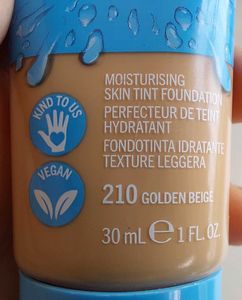 MOISTURISING
SKIN TINT FOUNDATION
PERFECTEUR DE TEINT
HYDRATANT
FONDOTINTA IDRATANTE
TEXTURE LEGGERA
KIND TO US
VEGAN
210 GOLDEN BEIGE
30 mL e 1 FL. OZ.